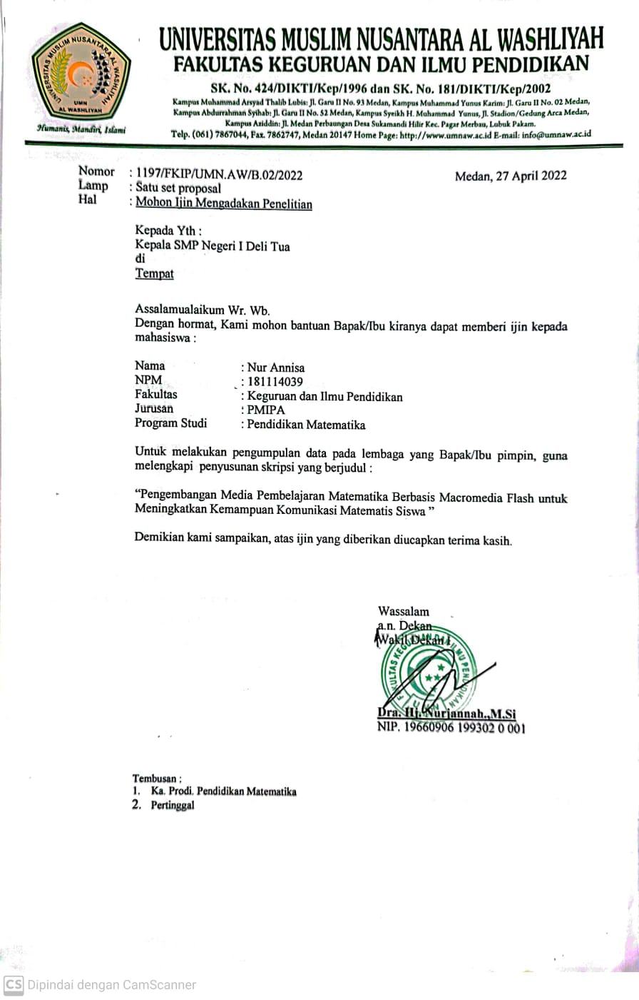 UNIVERSITAS MUSLIM NUSANTARA AL WASHLIYAH
UMN
AL WASHLIYAH
Humanis, Mandiri, Islami
UNIVERSITAS MUSLIM NUSANTARA AL WASHLIYAH
FAKULTAS KEGURUAN DAN ILMU PENDIDIKAN
SK. No. 424/DIKTI/Kep/1996 dan SK. No. 181/DIKTI/Kep/2002
Kampus Muhammad Arsyad Thalib Lubis: Jl. Garu II No. 93 Medan, Kampus Muhammad Yunus Karim: Jl. Garu II No. 02 Medan,
Kampus Abdurrahman Syihab: Jl. Garu II No. 52 Medan, Kampus Syeikh H. Muhammad Yunus, Jl. Stadion/Gedung Arca Medan,
Kampus Aziddin: Jl. Medan Perbaungan Desa Sukamandi Hilir Kec. Pagar Merbau, Lubuk Pakam.
Telp. (061) 7867044, Fax. 7862747, Medan 20147 Home Page: http://www.umnaw.ac.id E-mail: info@umnaw.ac.id
Nomor : 1197/FKIP/UMN.AW/B.02/2022 Medan, 27 April 2022
Lamp : Satu set proposal
Hal : Mohon Ijin Mengadakan Penelitian
Kepada Yth :
Kepala SMP Negeri I Deli Tua
di
Tempat
Assalamualaikum Wr. Wb.
Dengan hormat, Kami mohon bantuan Bapak/Ibu kiranya dapat memberi ijin kepada
mahasiswa :
Nama : Nur Annisa
NPM : 181114039
Fakultas : Keguruan dan Ilmu Pendidikan
Jurusan : PMIPA
Program Studi : Pendidikan Matematika
Untuk melakukan pengumpulan data pada lembaga yang Bapak/Ibu pimpin, guna
melengkapi penyusunan skripsi yang berjudul :
“Pengembangan Media Pembelajaran Matematika Berbasis Macromedia Flash untuk
Meningkatkan Kemampuan Komunikasi Matematis Siswa ”
Demikian kami sampaikan, atas ijin yang diberikan diucapkan terima kasih.
Wassalam
a.n. Dekan
Wakil Dekan I
FAKULTAS KEGURUAN DAN ILMU PENDIDIKAN
Dra. Hj. Nurjannah.,M.Si
NIP. 19660906 199302 0 001
Tembusan :
1. Ka. Prodi. Pendidikan Matematika
2. Pertinggal
CS Dipindai dengan CamScanner